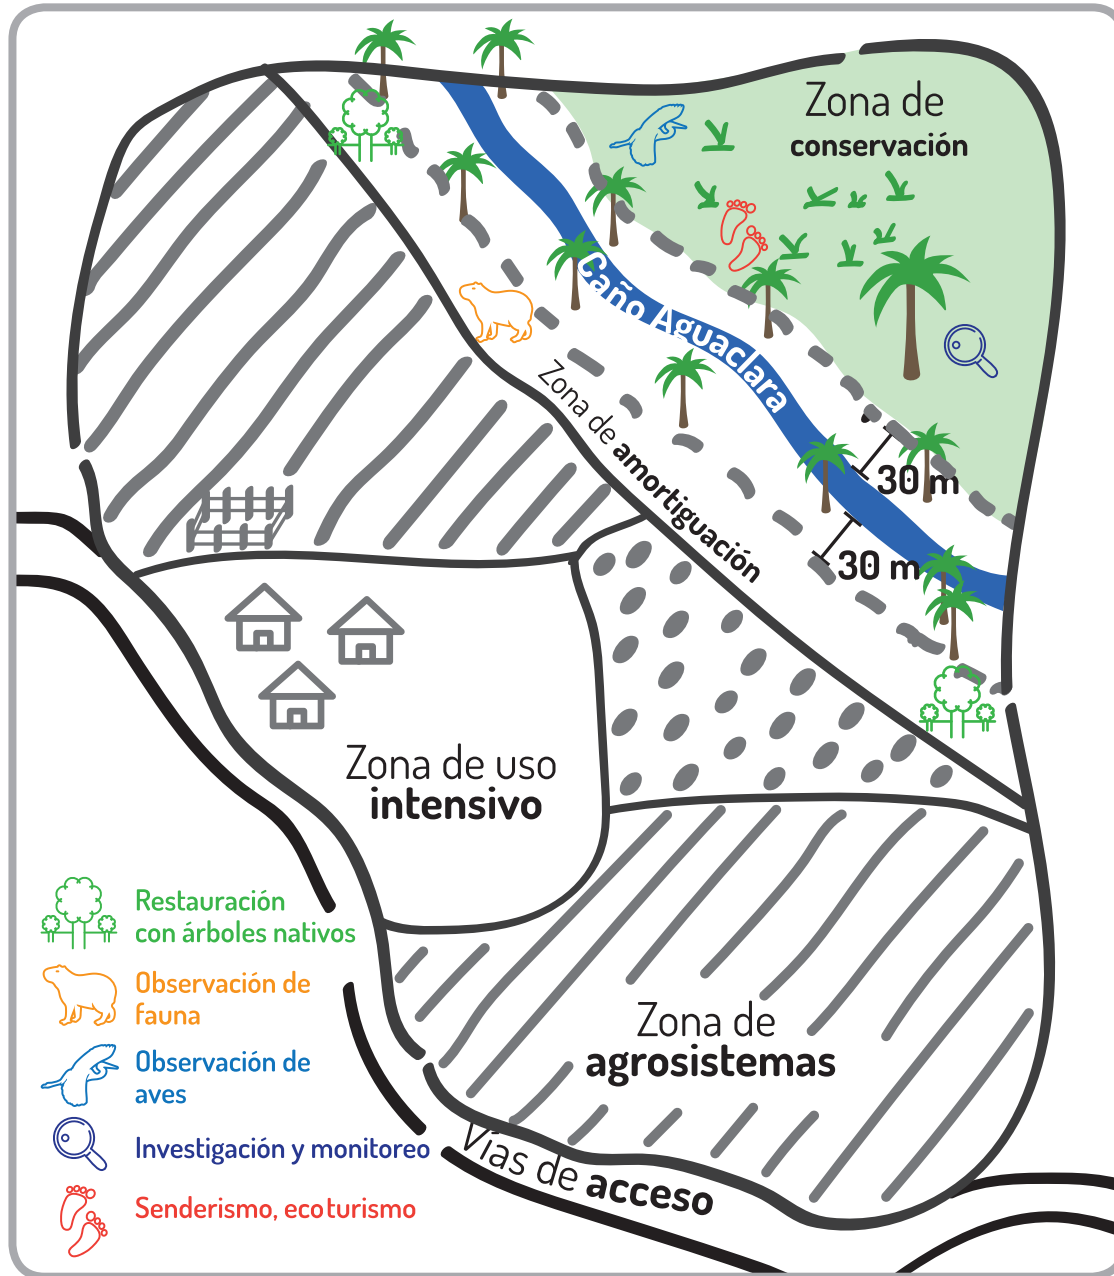 Zona de
conservación
Caño Aguaclara
Zona de amortiguación
30 m
30 m
Zona de uso
intensivo
Restauración
con árboles nativos
Observación de
fauna
Observación de
aves
Investigación y monitoreo
Senderismo, ecoturismo
Zona de
agrosistemas
Vías de acceso